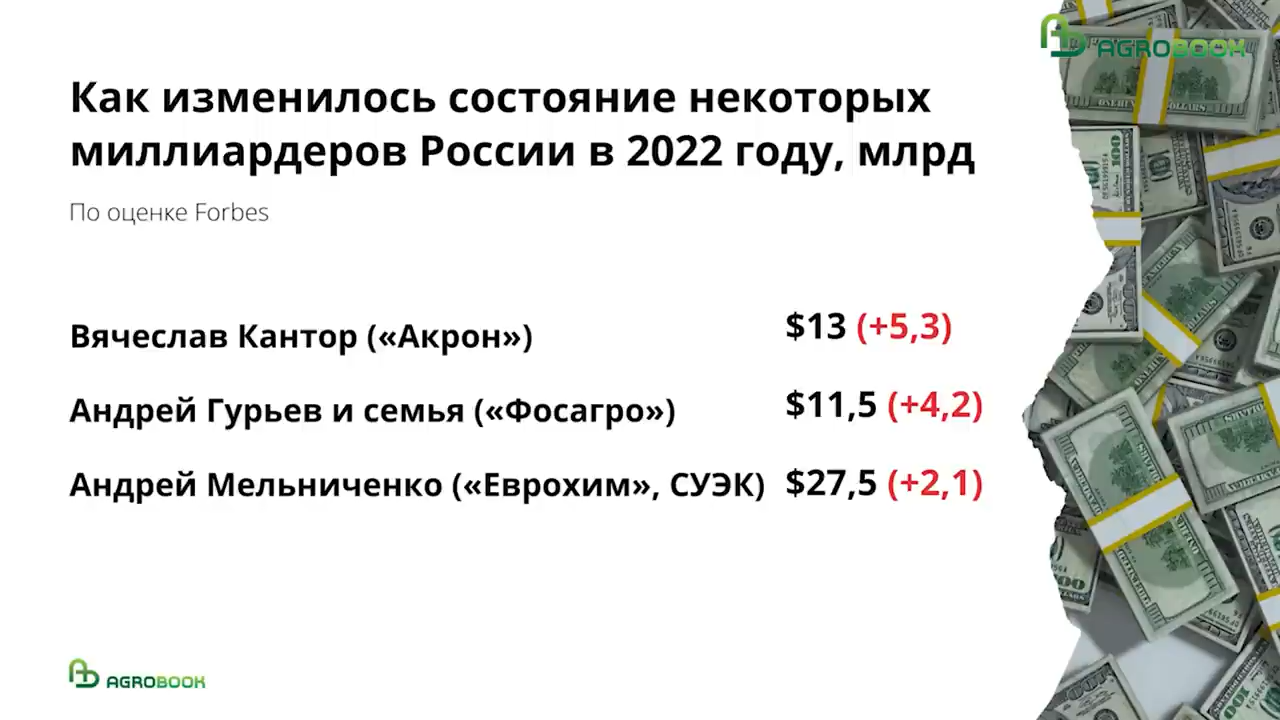 AGROBOOK
Как изменилось состояние некоторых
миллиардеров России в 2022 году, млрд
По оценке Forbes
Вячеслав Кантор («Акрон») $13 (+5,3)
Андрей Гурьев и семья («Фосагро») $11,5 (+4,2)
Андрей Мельниченко («Еврохим», СУЭК) $27,5 (+2,1)
AGROBOOK